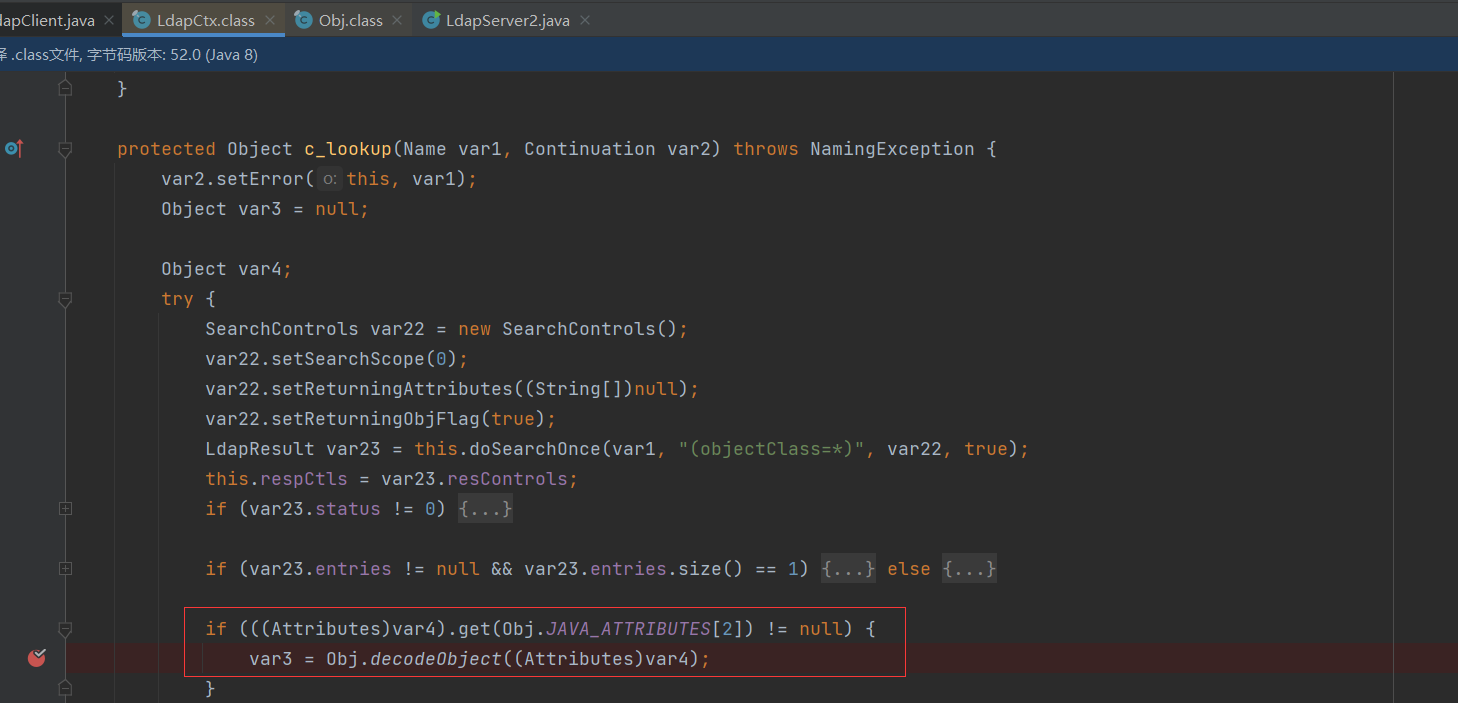 dapClient.java LdapCtx.class Obj.class LdapServer2.java
译 .class文件, 字节码版本: 52.0 (Java 8)
}
protected Object c_lookup(Name var1, Continuation var2) throws NamingException {
var2.setError( o: this, var1);
Object var3 = null;
Object var4;
try {
SearchControls var22 = new SearchControls();
var22.setSearchScope(0);
var22.setReturningAttributes((String[])null);
var22.setReturningObjFlag(true);
LdapResult var23 = this.doSearchOnce(var1, "(objectClass=*)", var22, true);
this.respCtls = var23.resControls;
if (var23.status != 0) {...}
if (var23.entries != null && var23.entries.size() == 1) {...} else {...}
if (((Attributes)var4).get(Obj.JAVA_ATTRIBUTES[2]) != null) {
var3 = Obj.decodeObject((Attributes)var4);
}